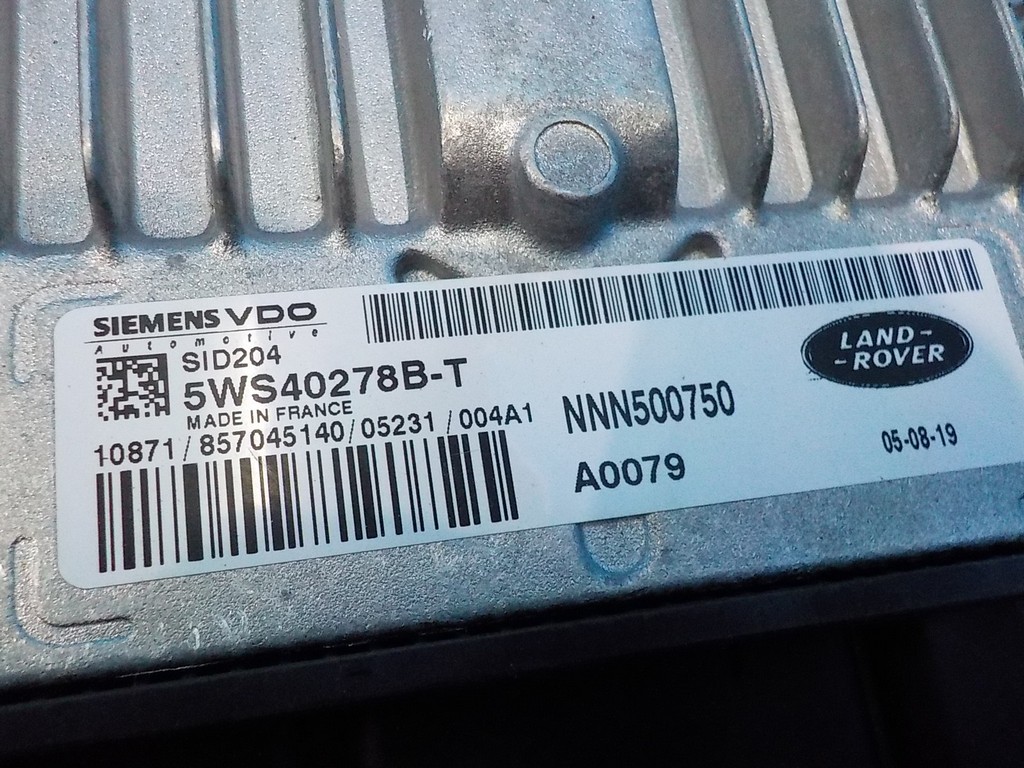 SIEMENS VDO
Automotive
SID204
5WS40278B-T
MADE IN FRANCE
10871/857045140/05231/004A1
NNN500750
A0079
LAND-
-ROVER
05-08-19